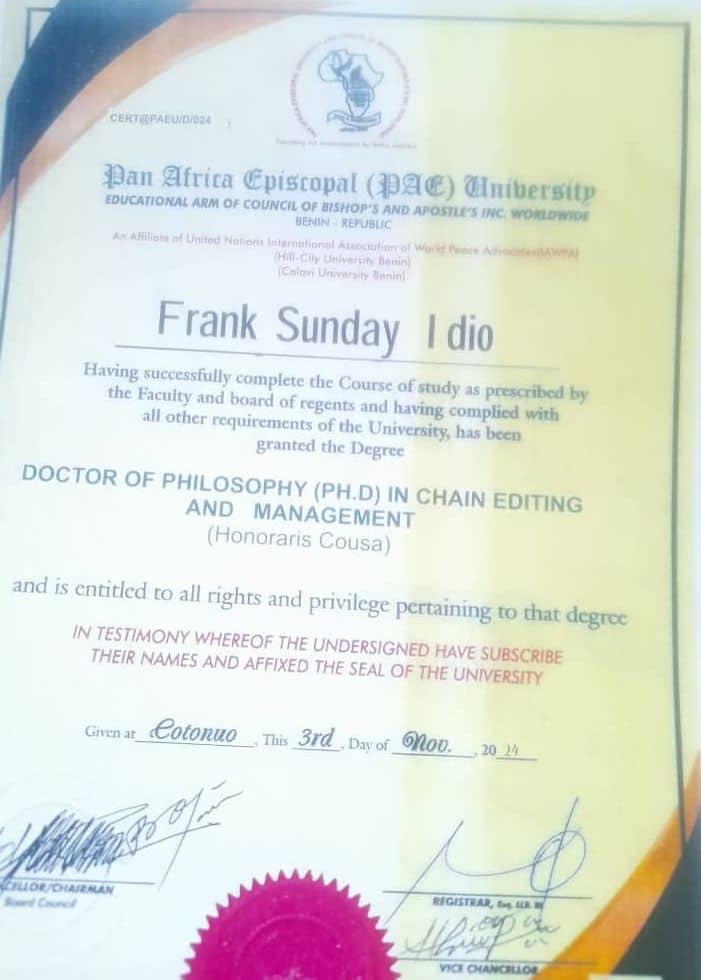 CERT@PAEU/D/024
Pan Africa Episcopal (PAE) University
EDUCATIONAL ARM OF COUNCIL OF BISHOP'S AND APOSTLE'S INC. WORLDWIDE
BENIN - REPUBLIC
An Affiliate of United Nations International Association of World Peace Advocates(IAWPA)
(Hill-City University Benin)
(Calavi University Benin)
Frank Sunday Idio
Having successfully complete the Course of study as prescribed by
the Faculty and board of regents and having complied with
all other requirements of the University, has been
granted the Degree
DOCTOR OF PHILOSOPHY (PH.D) IN CHAIN EDITING
AND MANAGEMENT
(Honoraris Cousa)
and is entitled to all rights and privilege pertaining to that degree
IN TESTIMONY WHEREOF THE UNDERSIGNED HAVE SUBSCRIBE
THEIR NAMES AND AFFIXED THE SEAL OF THE UNIVERSITY
Given at Cotonuo, This 3rd, Day of Nov., 20 24
CELLOR/CHAIRMAN
Board Council
REGISTRAR,
VICE CHANCELLOR